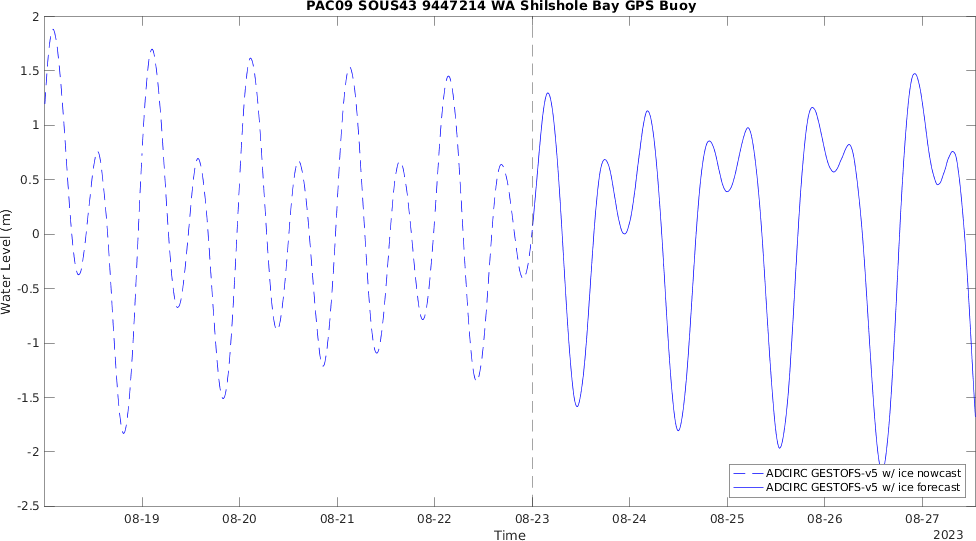 PAC09 SOUS43 9447214 WA Shilshole Bay GPS Buoy
2
1.5
1
0.5
0
-0.5
-1
-1.5
-2
-2.5
Water Level (m)
ADCIRC GESTOFS-v5 w/ ice nowcast
ADCIRC GESTOFS-v5 w/ ice forecast
08-19 08-20 08-21 08-22 08-23 08-24 08-25 08-26 08-27
Time
2023